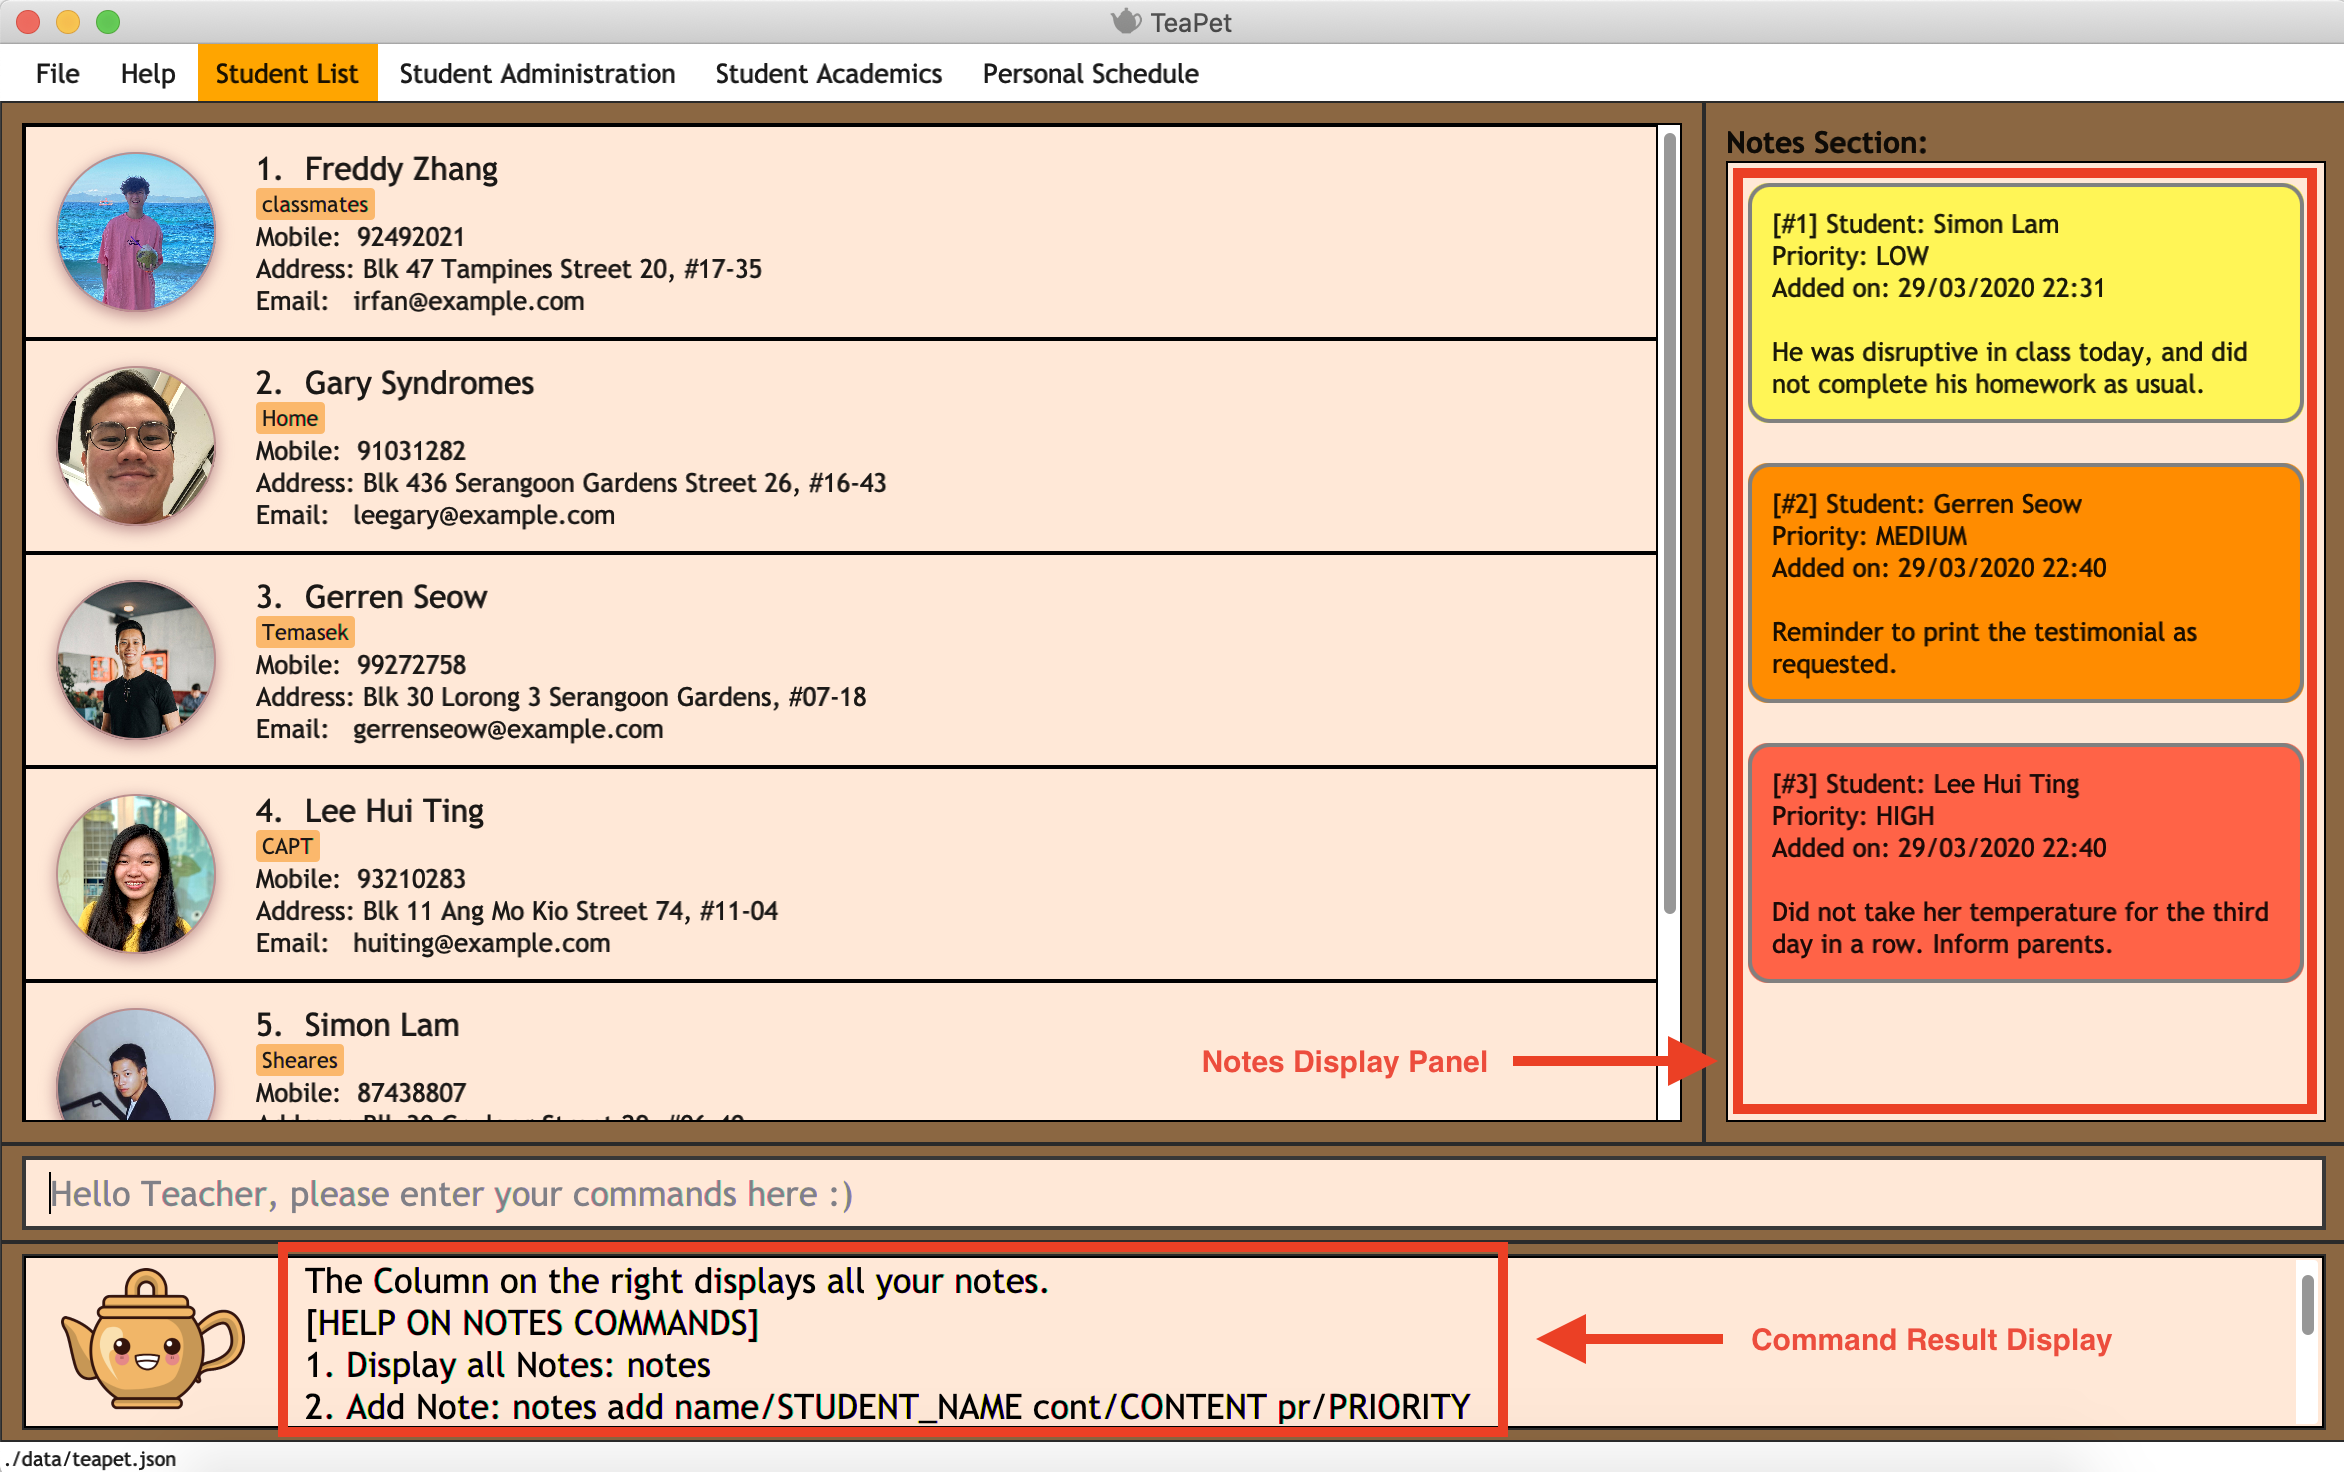 TeaPet
File Help Student List Student Administration Student Academics Personal Schedule
1. Freddy Zhang
classmates
Mobile: 92492021
Address: Blk 47 Tampines Street 20, #17-35
Email: irfan@example.com
2. Gary Syndromes
Home
Mobile: 91031282
Address: Blk 436 Serangoon Gardens Street 26, #16-43
Email: leegary@example.com
3. Gerren Seow
Temasek
Mobile: 99272758
Address: Blk 30 Lorong 3 Serangoon Gardens, #07-18
Email: gerrenseow@example.com
4. Lee Hui Ting
CAPT
Mobile: 93210283
Address: Blk 11 Ang Mo Kio Street 74, #11-04
Email: huiting@example.com
5. Simon Lam
Sheares
Mobile: 87438807
Notes Display Panel
Notes Section:
[#1] Student: Simon Lam
Priority: LOW
Added on: 29/03/2020 22:31
He was disruptive in class today, and did
not complete his homework as usual.
[#2] Student: Gerren Seow
Priority: MEDIUM
Added on: 29/03/2020 22:40
Reminder to print the testimonial as
requested.
[#3] Student: Lee Hui Ting
Priority: HIGH
Added on: 29/03/2020 22:40
Did not take her temperature for the third
day in a row. Inform parents.
Hello Teacher, please enter your commands here :)
The Column on the right displays all your notes.
[HELP ON NOTES COMMANDS]
1. Display all Notes: notes
2. Add Note: notes add name/STUDENT_NAME cont/CONTENT pr/PRIORITY
Command Result Display
./data/teapet.json